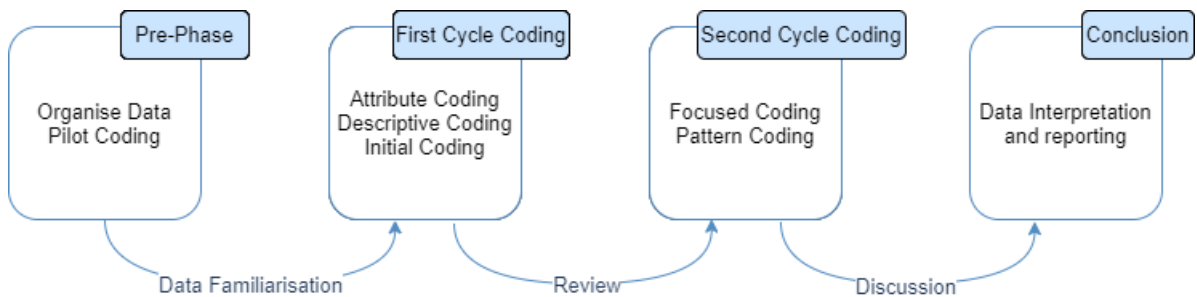 Pre-Phase
Organise Data
Pilot Coding
First Cycle Coding
Attribute Coding
Descriptive Coding
Initial Coding
Second Cycle Coding
Focused Coding
Pattern Coding
Conclusion
Data Interpretation
and reporting
Data Familiarisation
Review
Discussion